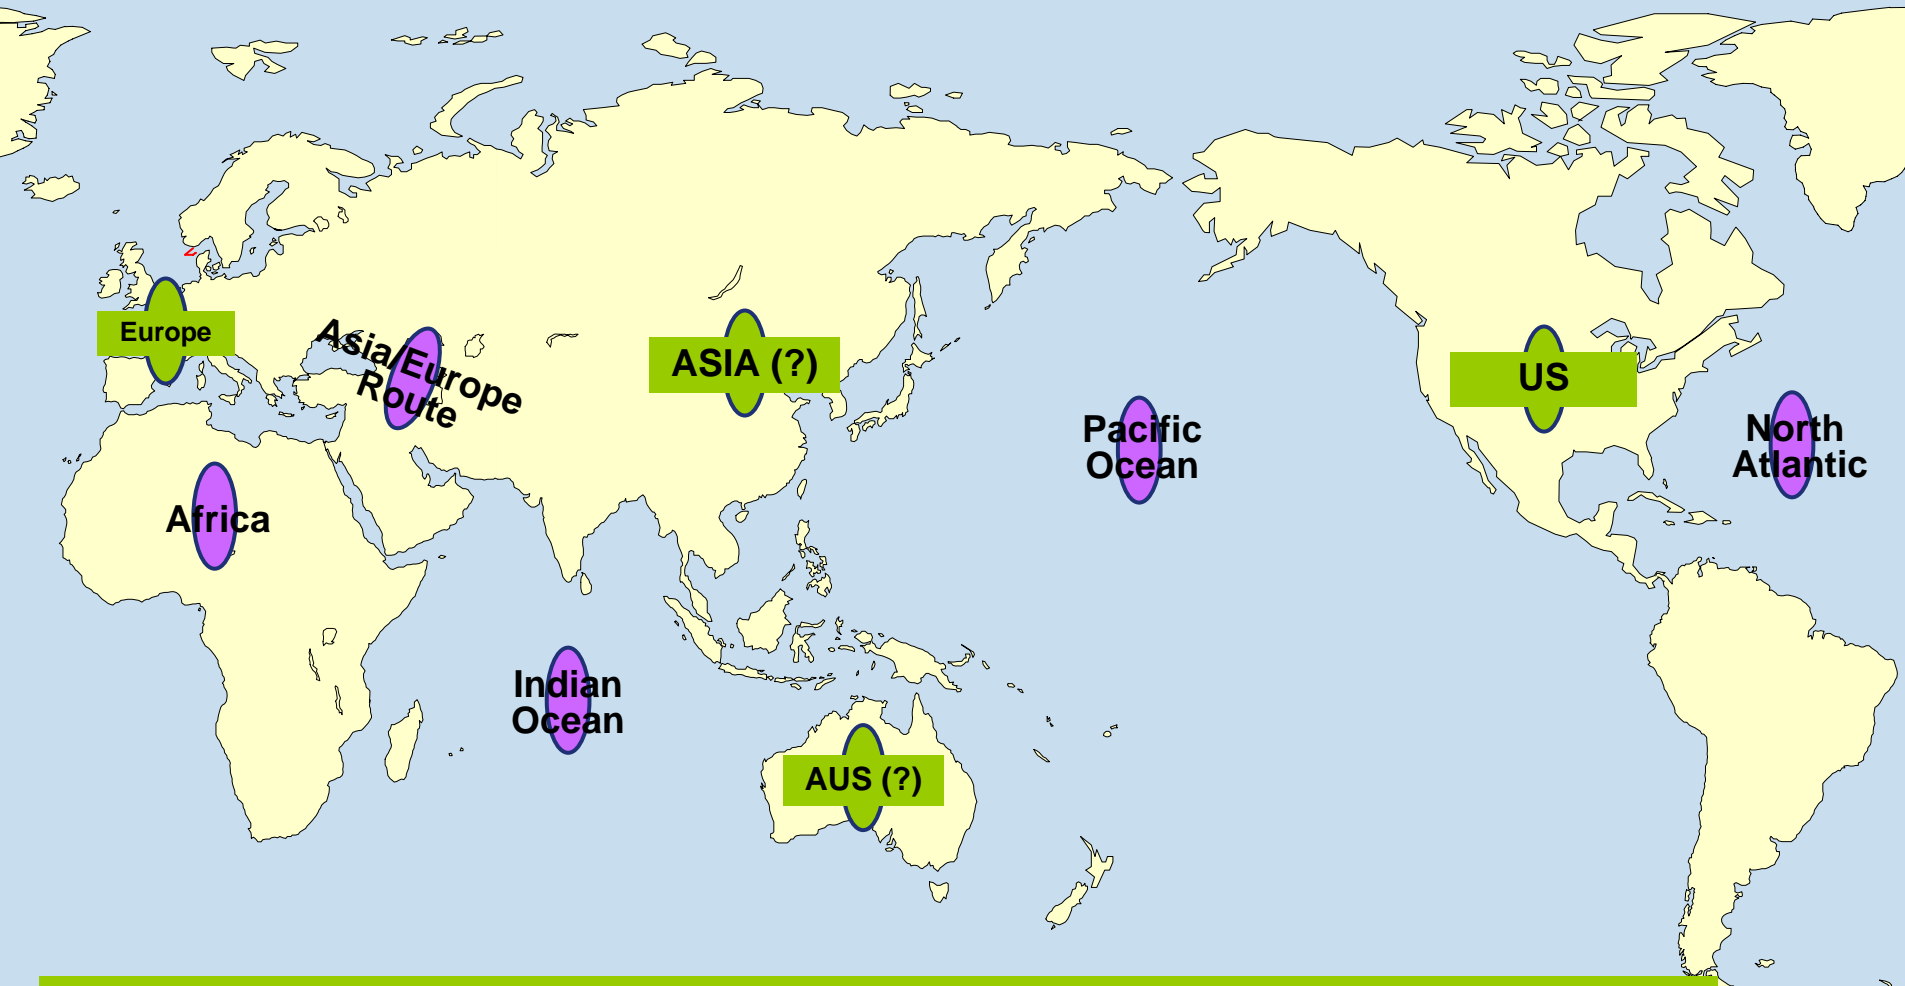 Europe
Asia/Europe
Route
ASIA (?)
US
Pacific
Ocean
North
Atlantic
Africa
Indian
Ocean
AUS (?)